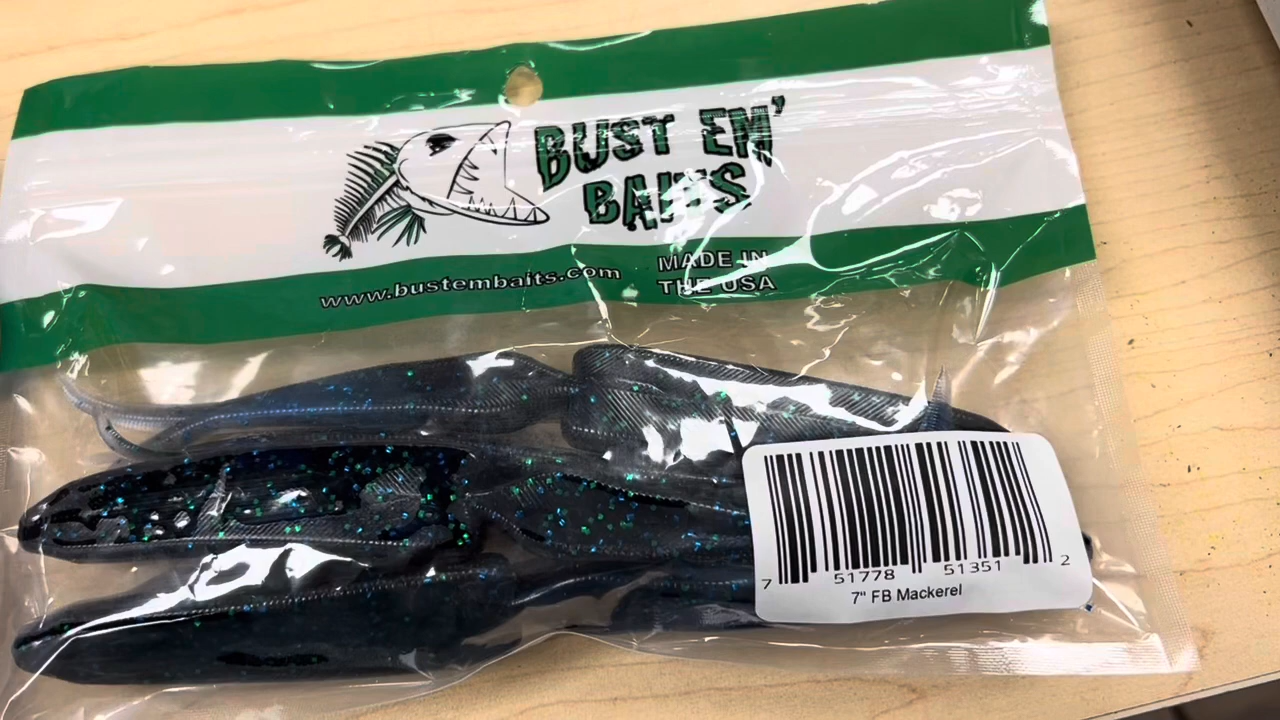 BUST EM'
BAITS
www.bustembaits.com
MADE IN
THE USA
7 51778 51351 2
7" FB Mackerel